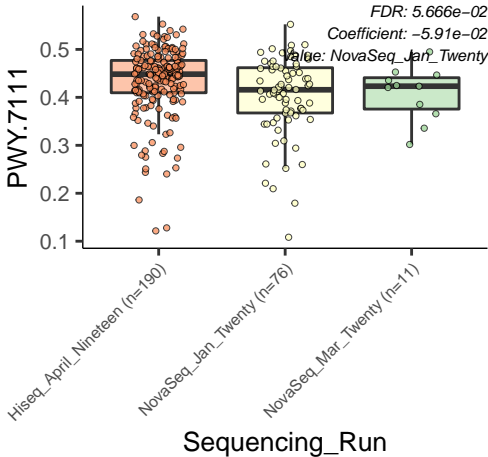 FDR: 5.666e−02
Coefficient: −5.91e−02
Value: NovaSeq_Jan_Twenty
PWY.7111
0.5
0.4
0.3
0.2
0.1
Hiseq_April_Nineteen (n=190)
NovaSeq_Jan_Twenty (n=76)
NovaSeq_Mar_Twenty (n=11)
Sequencing_Run